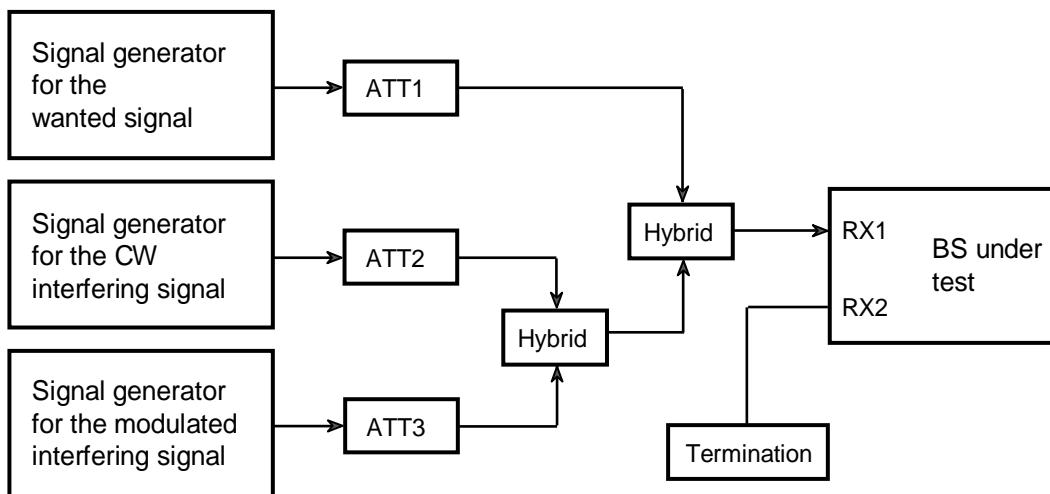 Signal generator
for the
wanted signal
ATT1
Signal generator
for the CW
interfering signal
ATT2
Hybrid
Hybrid
RX1
BS under
test
RX2
Signal generator
for the modulated
interfering signal
ATT3
Termination